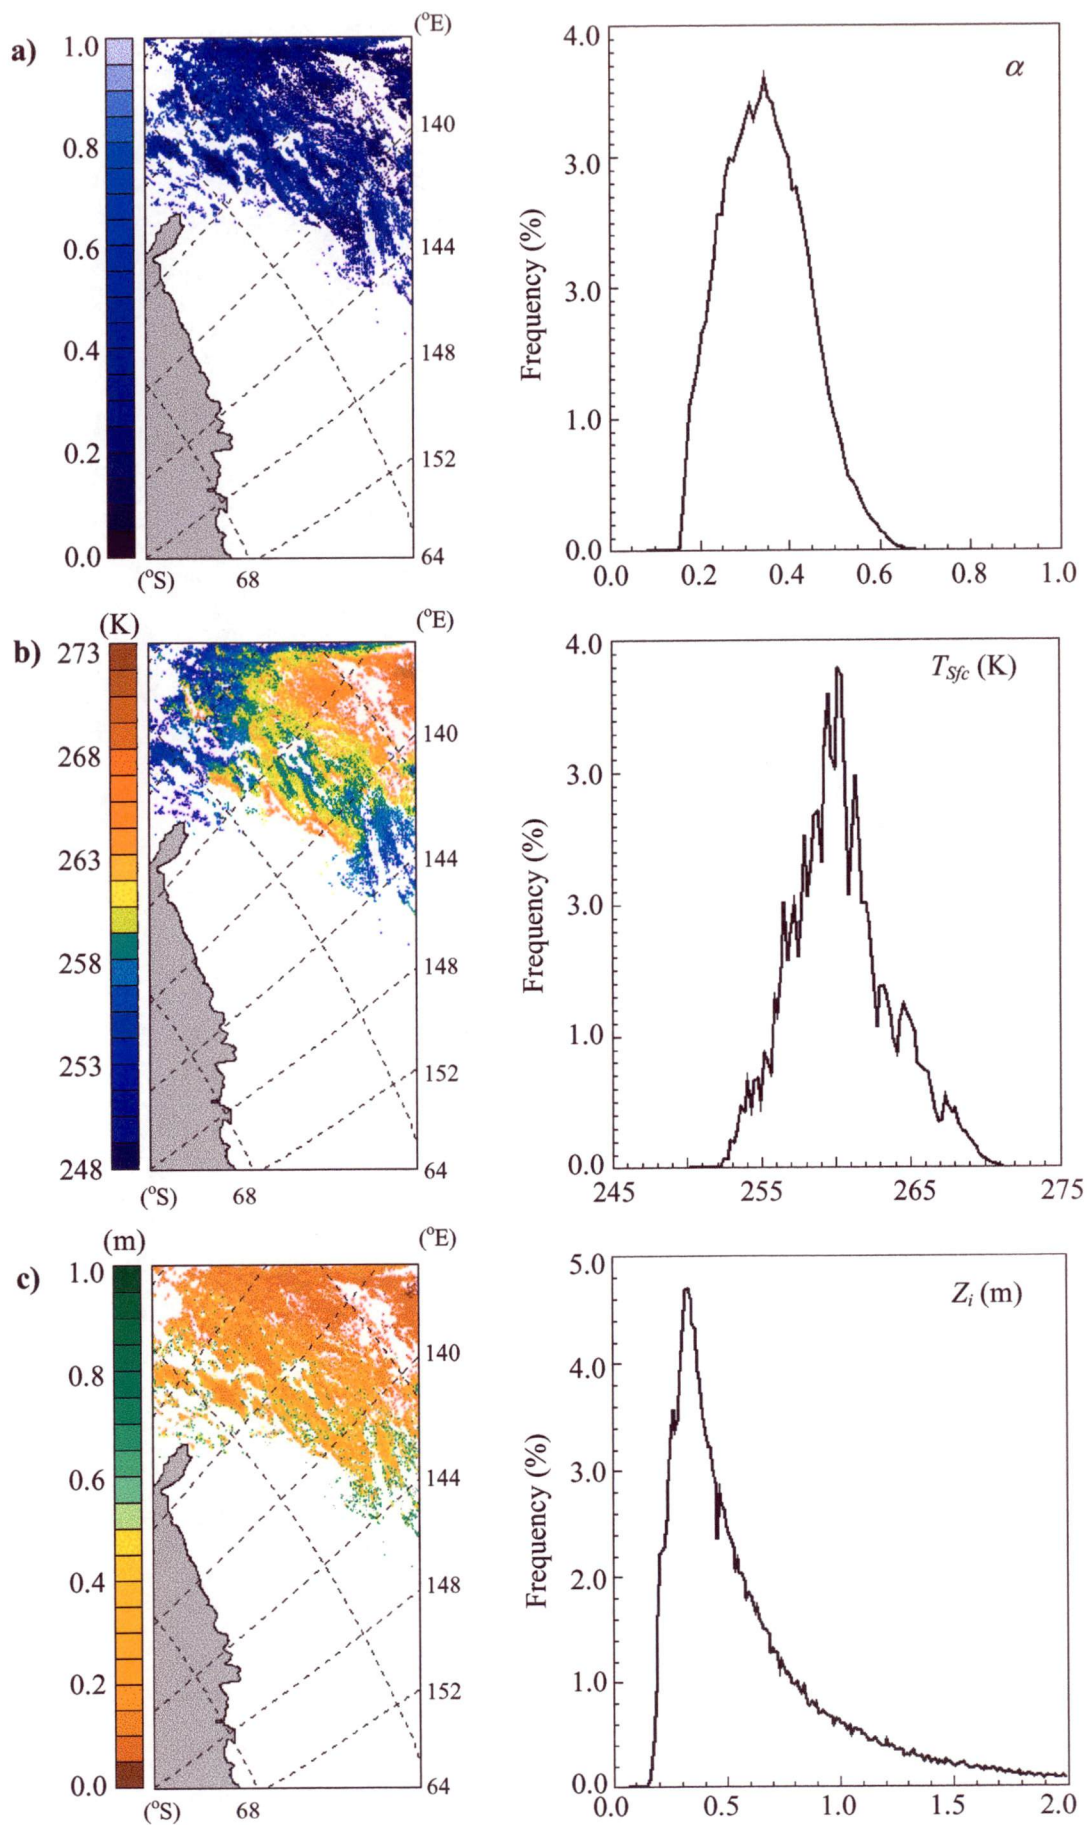 a)
1.0
0.8
0.6
0.4
0.2
0.0
(°E)
140
144
148
152
64
(°S) 68
4.0
3.0
3.0
1.0
0.0
Frequency (%)
α
0.0 0.2 0.4 0.6 0.8 1.0
b)
(K)
273
268
263
258
253
248
(°E)
140
144
148
152
64
(°S) 68
4.0
3.0
3.0
1.0
0.0
Frequency (%)
T_Sfc (K)
245 255 265 275
c)
(m)
1.0
0.8
0.6
0.4
0.2
0.0
(°E)
140
144
148
152
64
(°S) 68
5.0
4.0
3.0
2.0
1.0
0.0
Frequency (%)
Z_i (m)
0.0 0.5 1.0 1.5 2.0